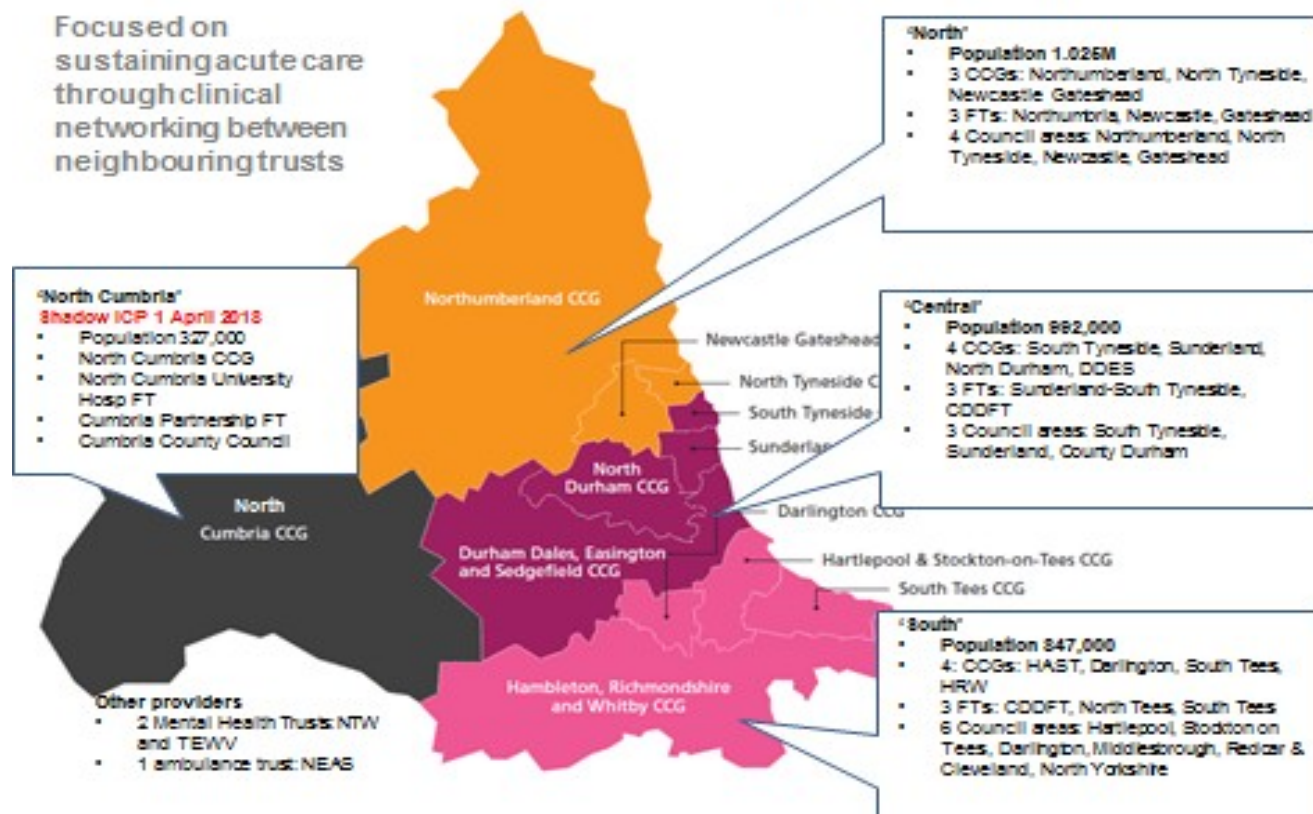 Focused on
sustaining acute care
through clinical
networking between
neighbouring trusts
"North"
• Population 1.025M
• 3 CCGs: Northumberland, North Tyneside,
Newcastle Gateshead
• 3 FTs: Northumbria, Newcastle, Gateshead
• 4 Council areas: Northumberland, North
Tyneside, Newcastle, Gateshead
"North Cumbria"
Shadow ICP 1 April 2018
• Population 327,000
• North Cumbria CCG
• North Cumbria University
Hosp FT
• Cumbria Partnership FT
• Cumbria County Council
Northumberland CCG
Newcastle Gateshead
North Tyneside C
South Tyneside
Sunderlan
North
Durham CCG
Darlington CCG
Durham Dales, Easington
and Sedgefield CCG
Hartlepool & Stockton-on-Tees CCG
South Tees CCG
North
Cumbria CCG
Hambleton, Richmondshire
and Whitby CCG
"Central"
• Population 992,000
• 4 CCGs: South Tyneside, Sunderland,
North Durham, DDES
• 3 FTs: Sunderland-South Tyneside,
CDDFT
• 3 Council areas: South Tyneside,
Sunderland, County Durham
"South"
• Population 847,000
• 4: CCGs: HAST, Darlington, South Tees,
HRW
• 3 FTs: CDDFT, North Tees, South Tees
• 6 Council areas: Hartlepool, Stockton on
Tees, Darlington, Middlesbrough, Redcar &
Cleveland, North Yorkshire
Other providers
• 2 Mental Health Trusts: NTW
and TEWV
• 1 ambulance trust: NEAS